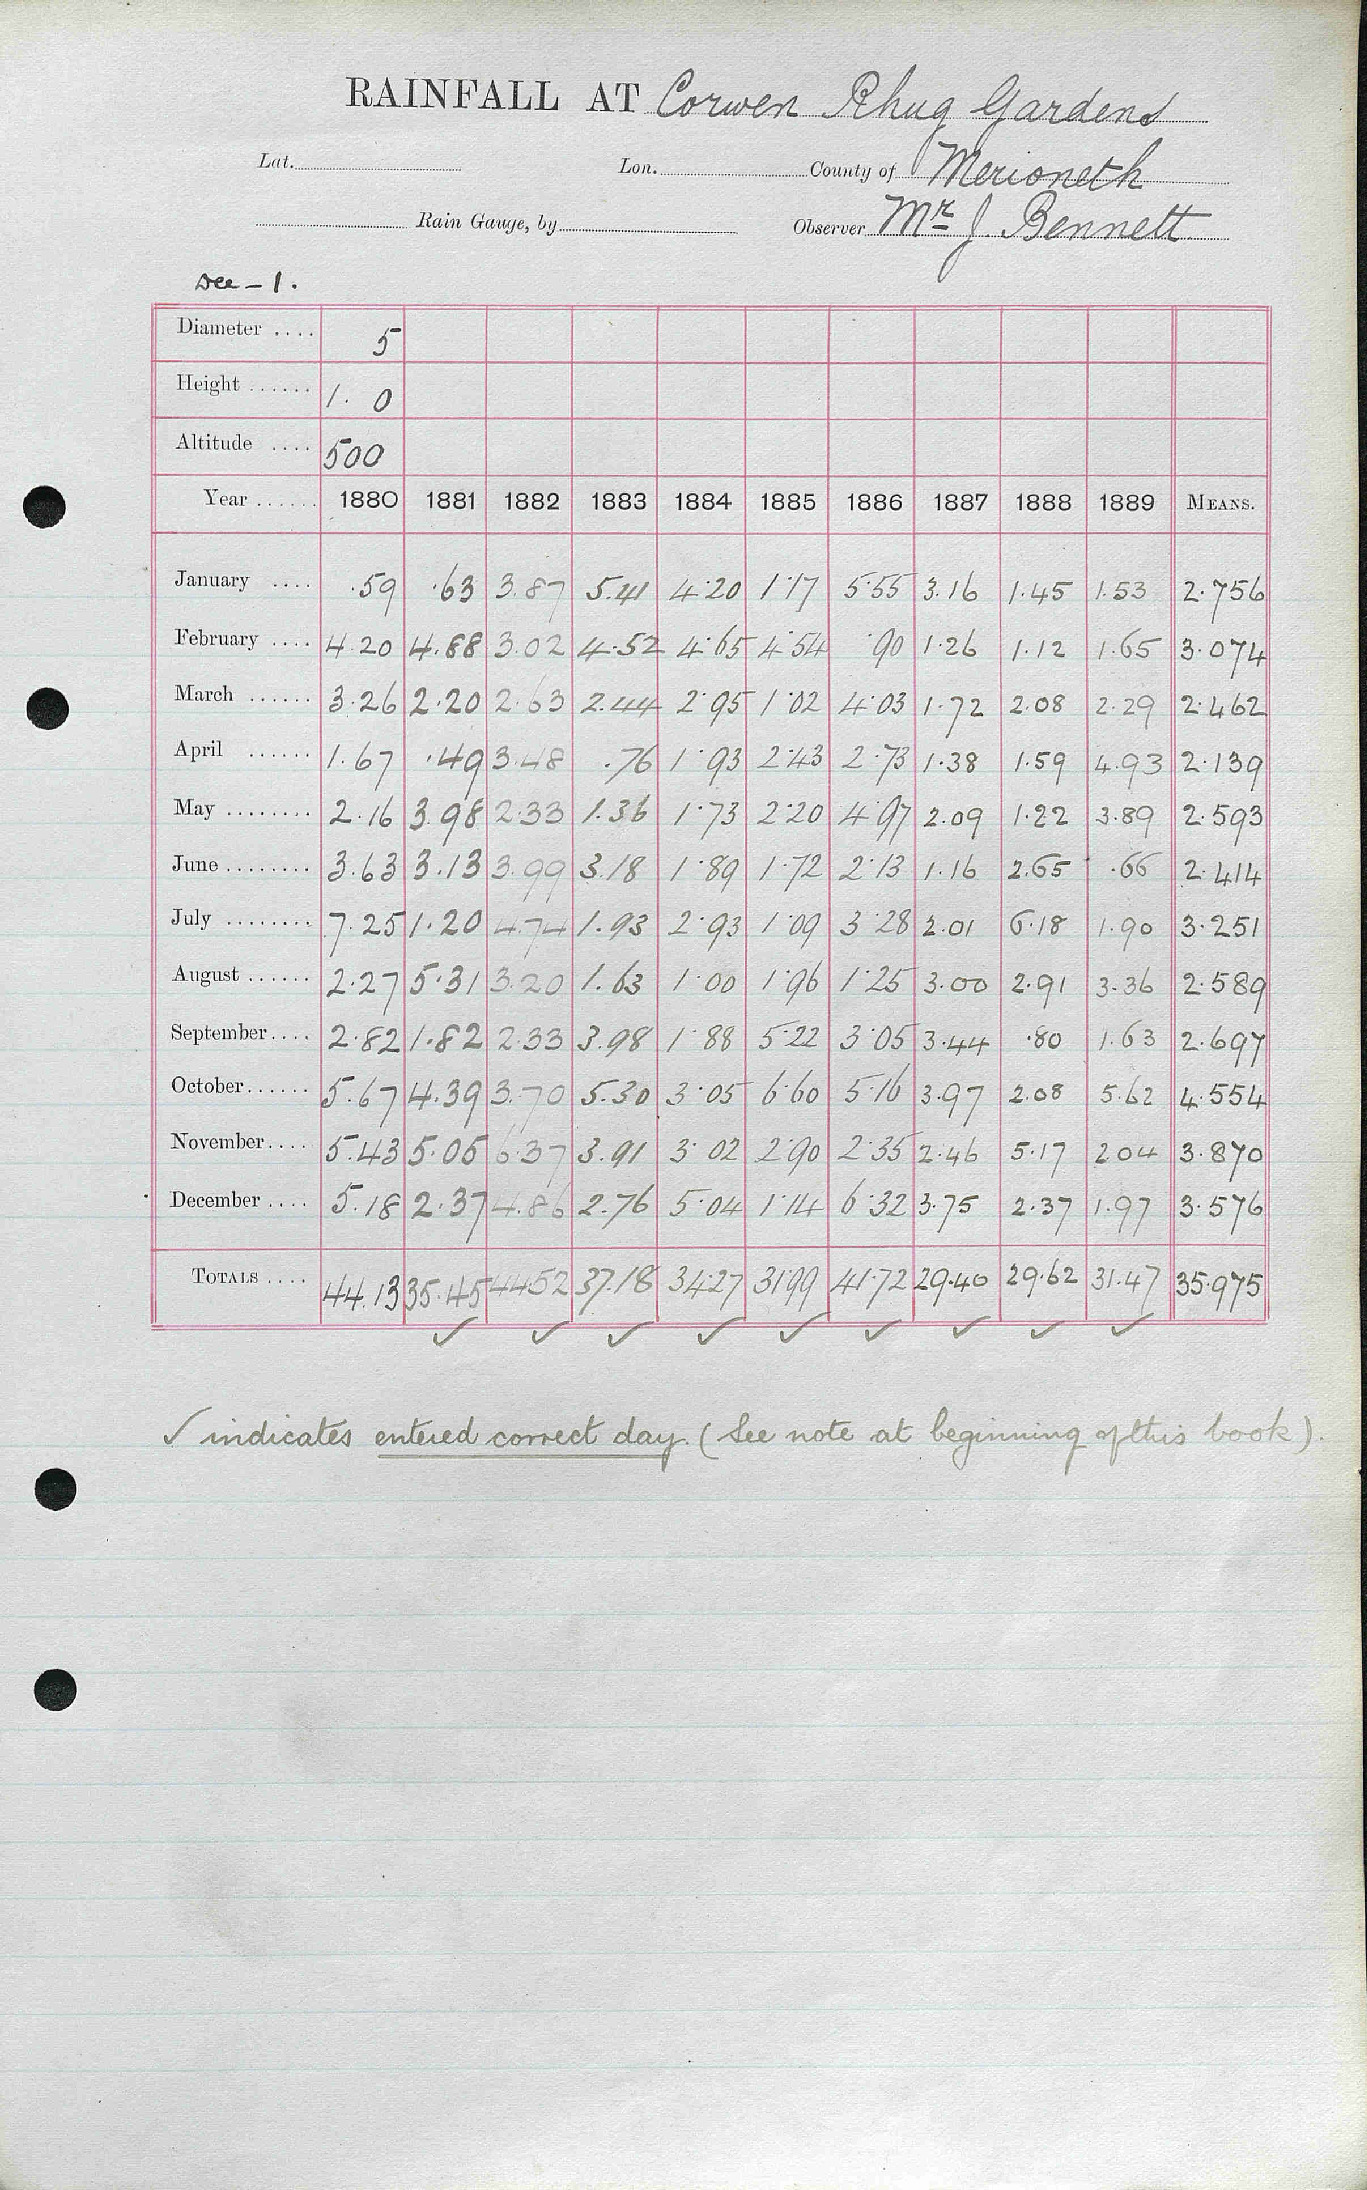 RAINFALL AT Corwen Rhug Gardens
Lat. Lon. County of Merioneth
Rain Gauge, by Observer Mr J. Bennett
Dee - 1.
Diameter .... 5
Height ...... 1. 0
Altitude .... 500
Year ...... 1880 1881 1882 1883 1884 1885 1886 1887 1888 1889 MEANS.
January .... .59 .63 3.87 5.41 4.20 1.17 5.55 3.16 1.45 1.53 2.756
February .... 4.20 4.88 3.02 4.52 4.65 4.54 .90 1.26 1.12 1.65 3.074
March ...... 3.26 2.20 2.63 2.44 2.95 1.02 4.03 1.72 2.08 2.29 2.462
April ...... 1.67 .49 3.48 .76 1.93 2.43 2.73 1.38 1.59 4.93 2.139
May ........ 2.16 3.98 2.33 1.36 1.73 2.20 4.97 2.09 1.22 3.89 2.593
June ........ 3.63 3.13 3.99 3.18 1.89 1.72 2.13 1.16 2.65 .66 2.414
July ........ 7.25 1.20 4.74 1.93 2.93 1.09 3.28 2.01 6.18 1.90 3.251
August ...... 2.27 5.31 3.20 1.63 1.00 1.96 1.25 3.00 2.91 3.36 2.589
September.... 2.82 1.82 2.33 3.98 1.88 5.22 3.05 3.44 .80 1.63 2.697
October...... 5.67 4.39 3.70 5.30 3.05 6.60 5.16 3.97 2.08 5.62 4.554
November.... 5.43 5.05 6.37 3.91 3.02 2.90 2.35 2.46 5.17 2.04 3.870
December .... 5.18 2.37 4.86 2.76 5.04 1.14 6.32 3.75 2.37 1.97 3.576
TOTALS .... 44.13 35.45 44.52 37.18 34.27 31.99 41.72 29.40 29.62 31.47 35.975
✓ ✓ ✓ ✓ ✓ ✓ ✓ ✓ ✓
✓ indicates entered correct day. (See note at beginning of this book).